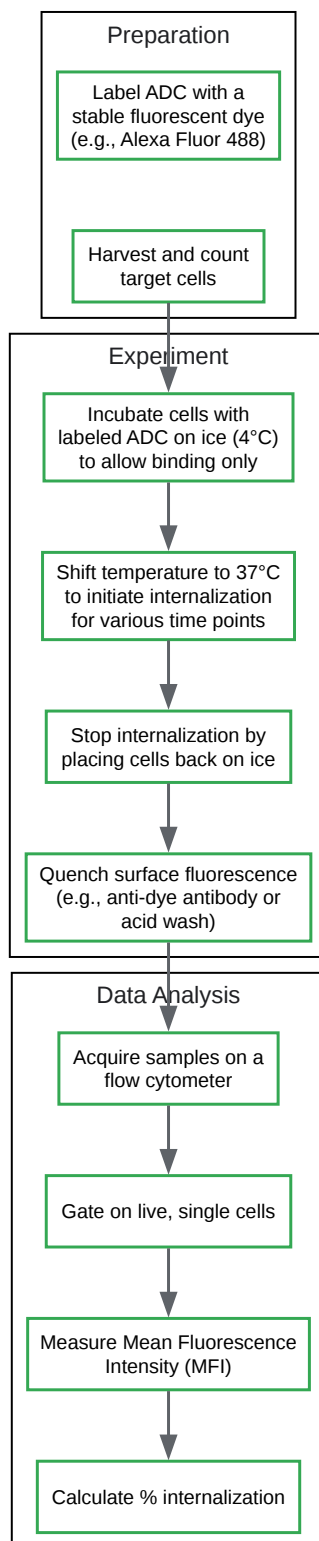 Preparation
Label ADC with a
stable fluorescent dye
(e.g., Alexa Fluor 488)
Harvest and count
target cells
Experiment
Incubate cells with
labeled ADC on ice (4°C)
to allow binding only
Shift temperature to 37°C
to initiate internalization
for various time points
Stop internalization by
placing cells back on ice
Quench surface fluorescence
(e.g., anti-dye antibody or
acid wash)
Data Analysis
Acquire samples on a
flow cytometer
Gate on live, single cells
Measure Mean Fluorescence
Intensity (MFI)
Calculate % internalization